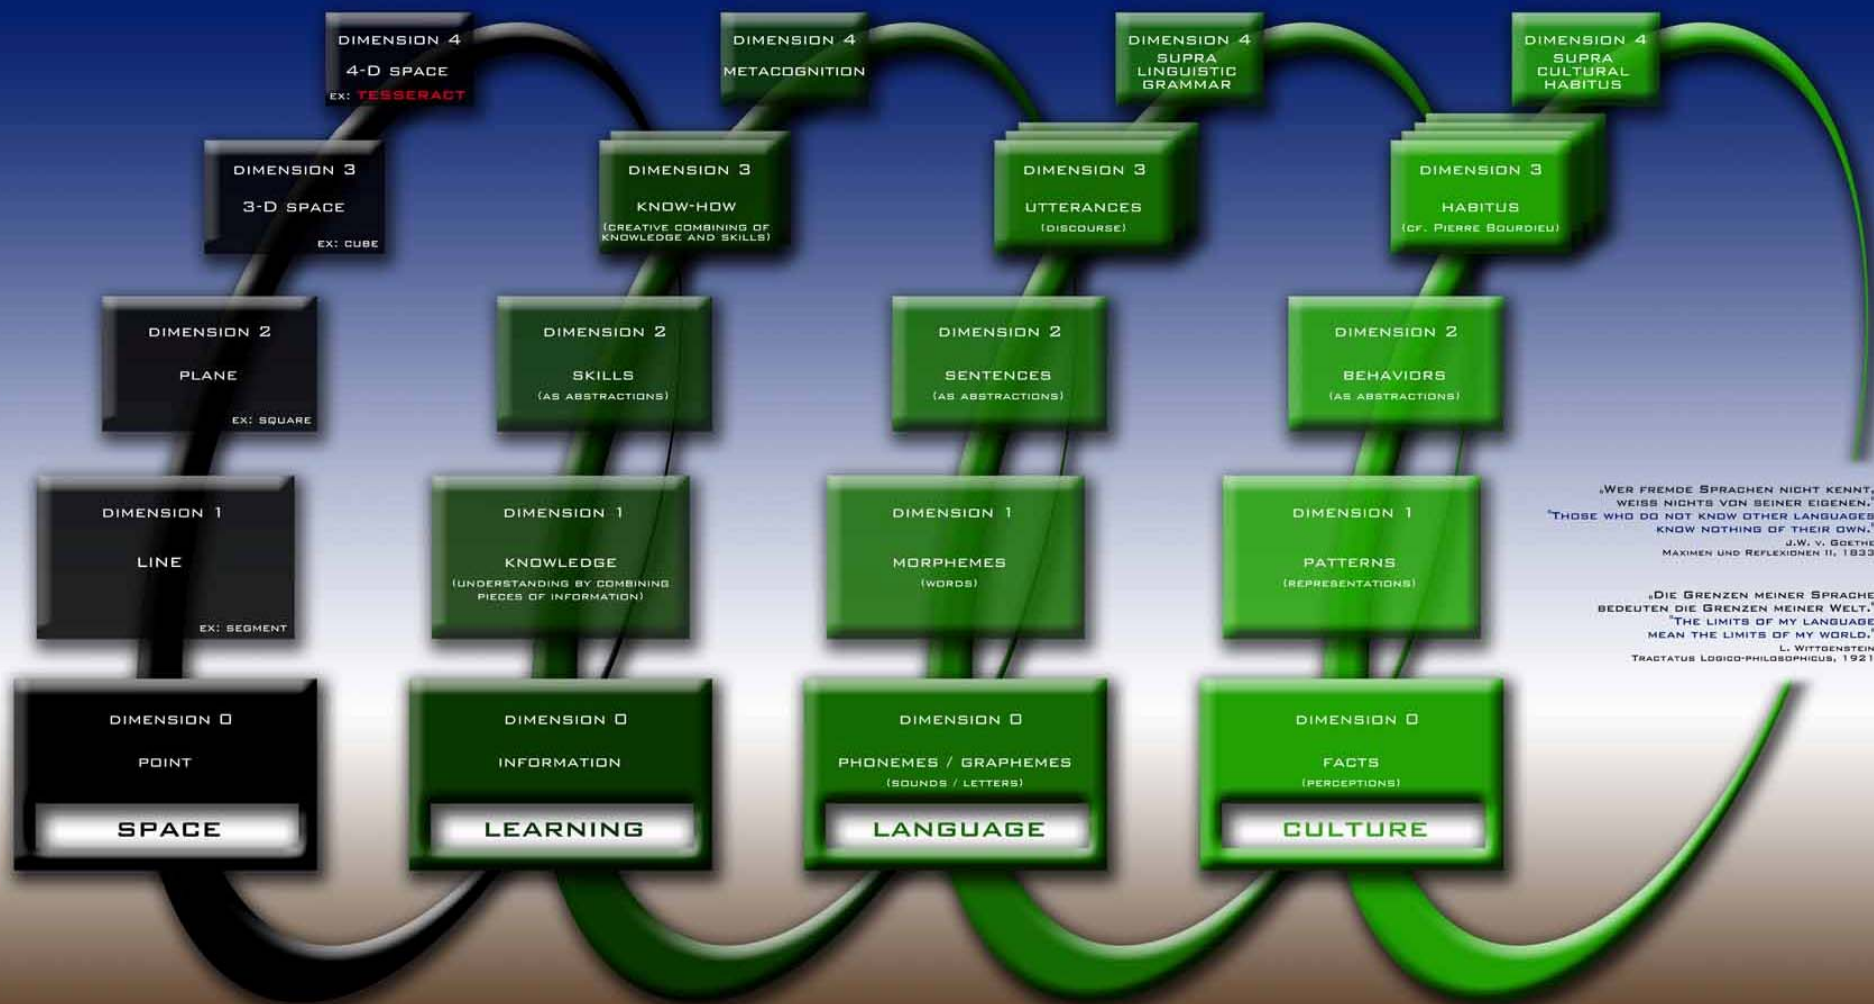 DIMENSION 4
4-D SPACE
EX: TESSERACT
DIMENSION 3
3-D SPACE
EX: CUBE
DIMENSION 2
PLANE
EX: SQUARE
DIMENSION 1
LINE
EX: SEGMENT
DIMENSION 0
POINT
SPACE
DIMENSION 4
METACOGNITION
DIMENSION 3
KNOW-HOW
(CREATIVE COMBINING OF
KNOWLEDGE AND SKILLS)
DIMENSION 2
SKILLS
(AS ABSTRACTIONS)
DIMENSION 1
KNOWLEDGE
(UNDERSTANDING BY COMBINING
PIECES OF INFORMATION)
DIMENSION 0
INFORMATION
LEARNING
DIMENSION 4
SUPRA
LINGUISTIC
GRAMMAR
DIMENSION 3
UTTERANCES
(DISCOURSE)
DIMENSION 2
SENTENCES
(AS ABSTRACTIONS)
DIMENSION 1
MORPHEMES
(WORDS)
DIMENSION 0
PHONEMES / GRAPHEMES
(SOUNDS / LETTERS)
LANGUAGE
DIMENSION 4
SUPRA
CULTURAL
HABITUS
DIMENSION 3
HABITUS
(CF. PIERRE BOURDIEU)
DIMENSION 2
BEHAVIORS
(AS ABSTRACTIONS)
DIMENSION 1
PATTERNS
(REPRESENTATIONS)
DIMENSION 0
FACTS
(PERCEPTIONS)
CULTURE
„WER FREMDE SPRACHEN NICHT KENNT,
WEISS NICHTS VON SEINER EIGENEN."
"THOSE WHO DO NOT KNOW OTHER LANGUAGES
KNOW NOTHING OF THEIR OWN."
J.W. V. GOETHE
MAXIMEN UND REFLEXIONEN II, 1833
„DIE GRENZEN MEINER SPRACHE
BEDEUTEN DIE GRENZEN MEINER WELT."
"THE LIMITS OF MY LANGUAGE
MEAN THE LIMITS OF MY WORLD."
L. WITTGENSTEIN
TRACTATUS LOGICO-PHILOSOPHICUS, 1921